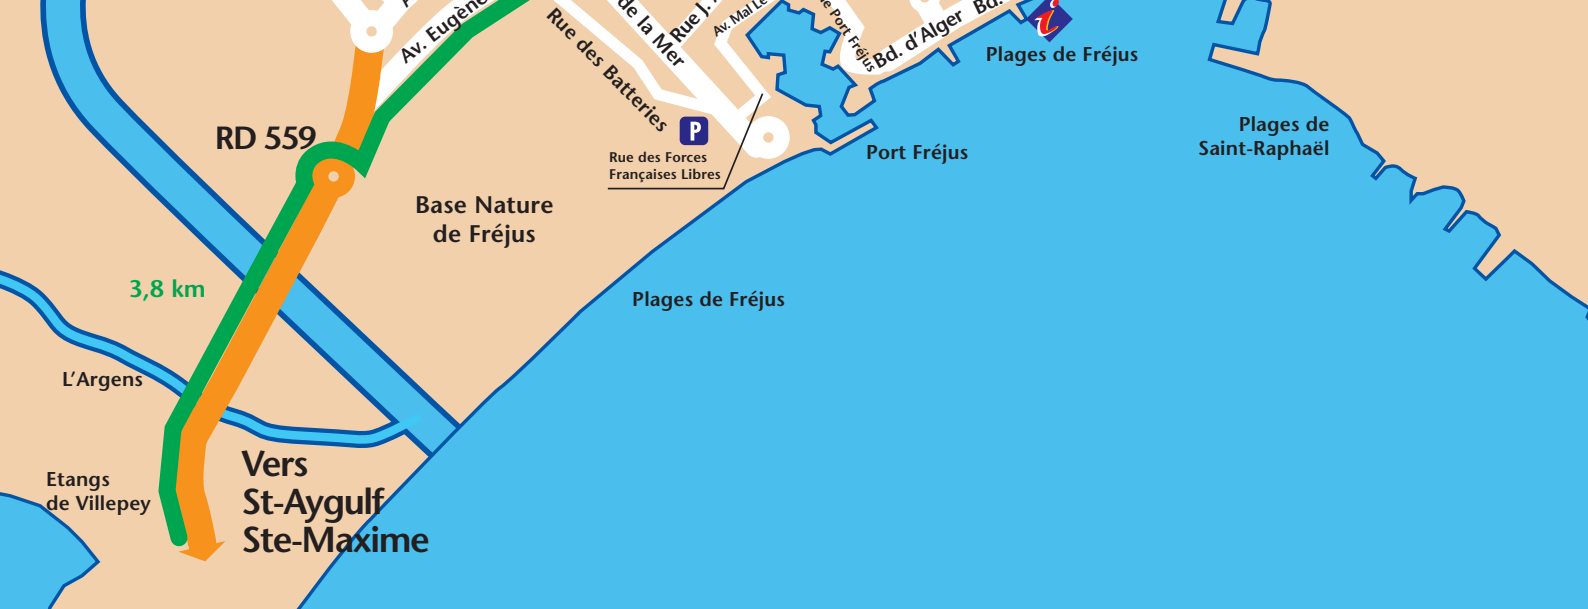 Av. Eugène
Rue des Batteries
de la Mer
Rue J.
Av. Mal Le
Port Fréjus
Bd. d'Alger
Bd.
i
Plages de Fréjus
RD 559
P
Rue des Forces
Françaises Libres
Port Fréjus
Plages de
Saint-Raphaël
Base Nature
de Fréjus
3,8 km
Plages de Fréjus
L'Argens
Etangs
de Villepey
Vers
St-Aygulf
Ste-Maxime